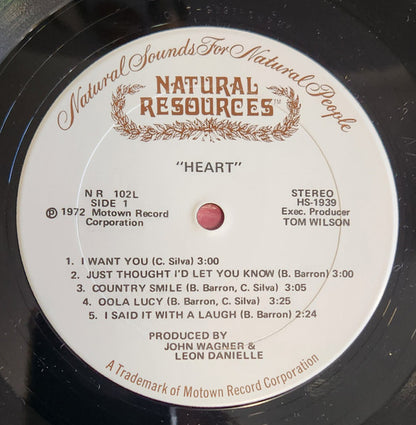 Natural Sounds For Natural People
NATURAL
RESOURCES™
"HEART"
NR 102L
SIDE 1
℗ 1972 Motown Record
Corporation
STEREO
HS-1939
Exec. Producer
TOM WILSON
1. I WANT YOU (C. Silva) 3:00
2. JUST THOUGHT I'D LET YOU KNOW (B. Barron) 3:00
3. COUNTRY SMILE (B. Barron, C. Silva) 3:05
4. OOLA LUCY (B. Barron, C. Silva) 3:25
5. I SAID IT WITH A LAUGH (B. Barron) 2:24
PRODUCED BY
JOHN WAGNER &
LEON DANIELLE
A Trademark of Motown Record Corporation